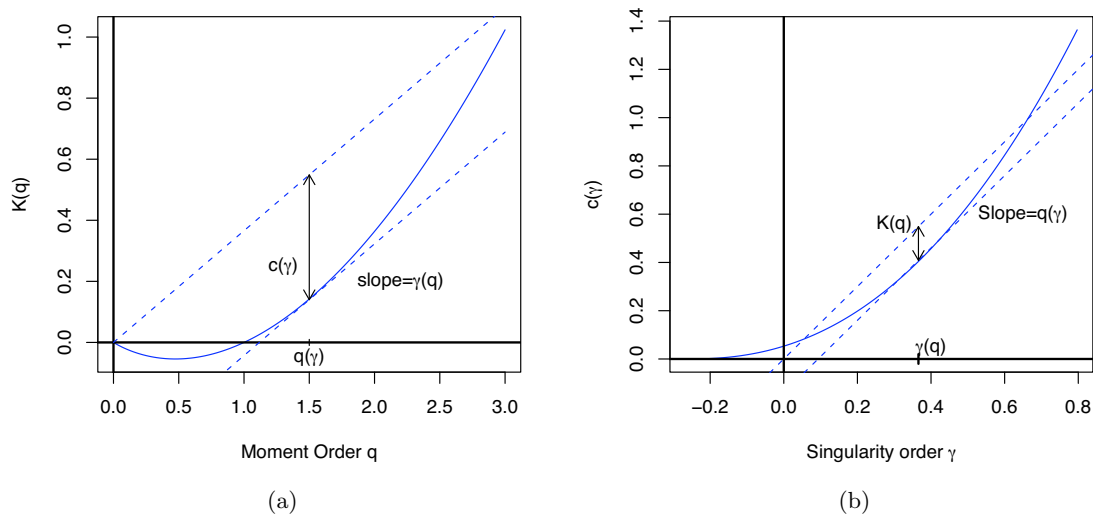 K(q)
1.0
0.8
0.6
0.4
0.2
0.0
c(γ)
slope=γ(q)
q(γ)
0.0 0.5 1.0 1.5 2.0 2.5 3.0
Moment Order q
(a)
c(γ)
1.4
1.2
1.0
0.8
0.6
0.4
0.2
0.0
K(q)
Slope=q(γ)
γ(q)
−0.2 0.0 0.2 0.4 0.6 0.8
Singularity order γ
(b)